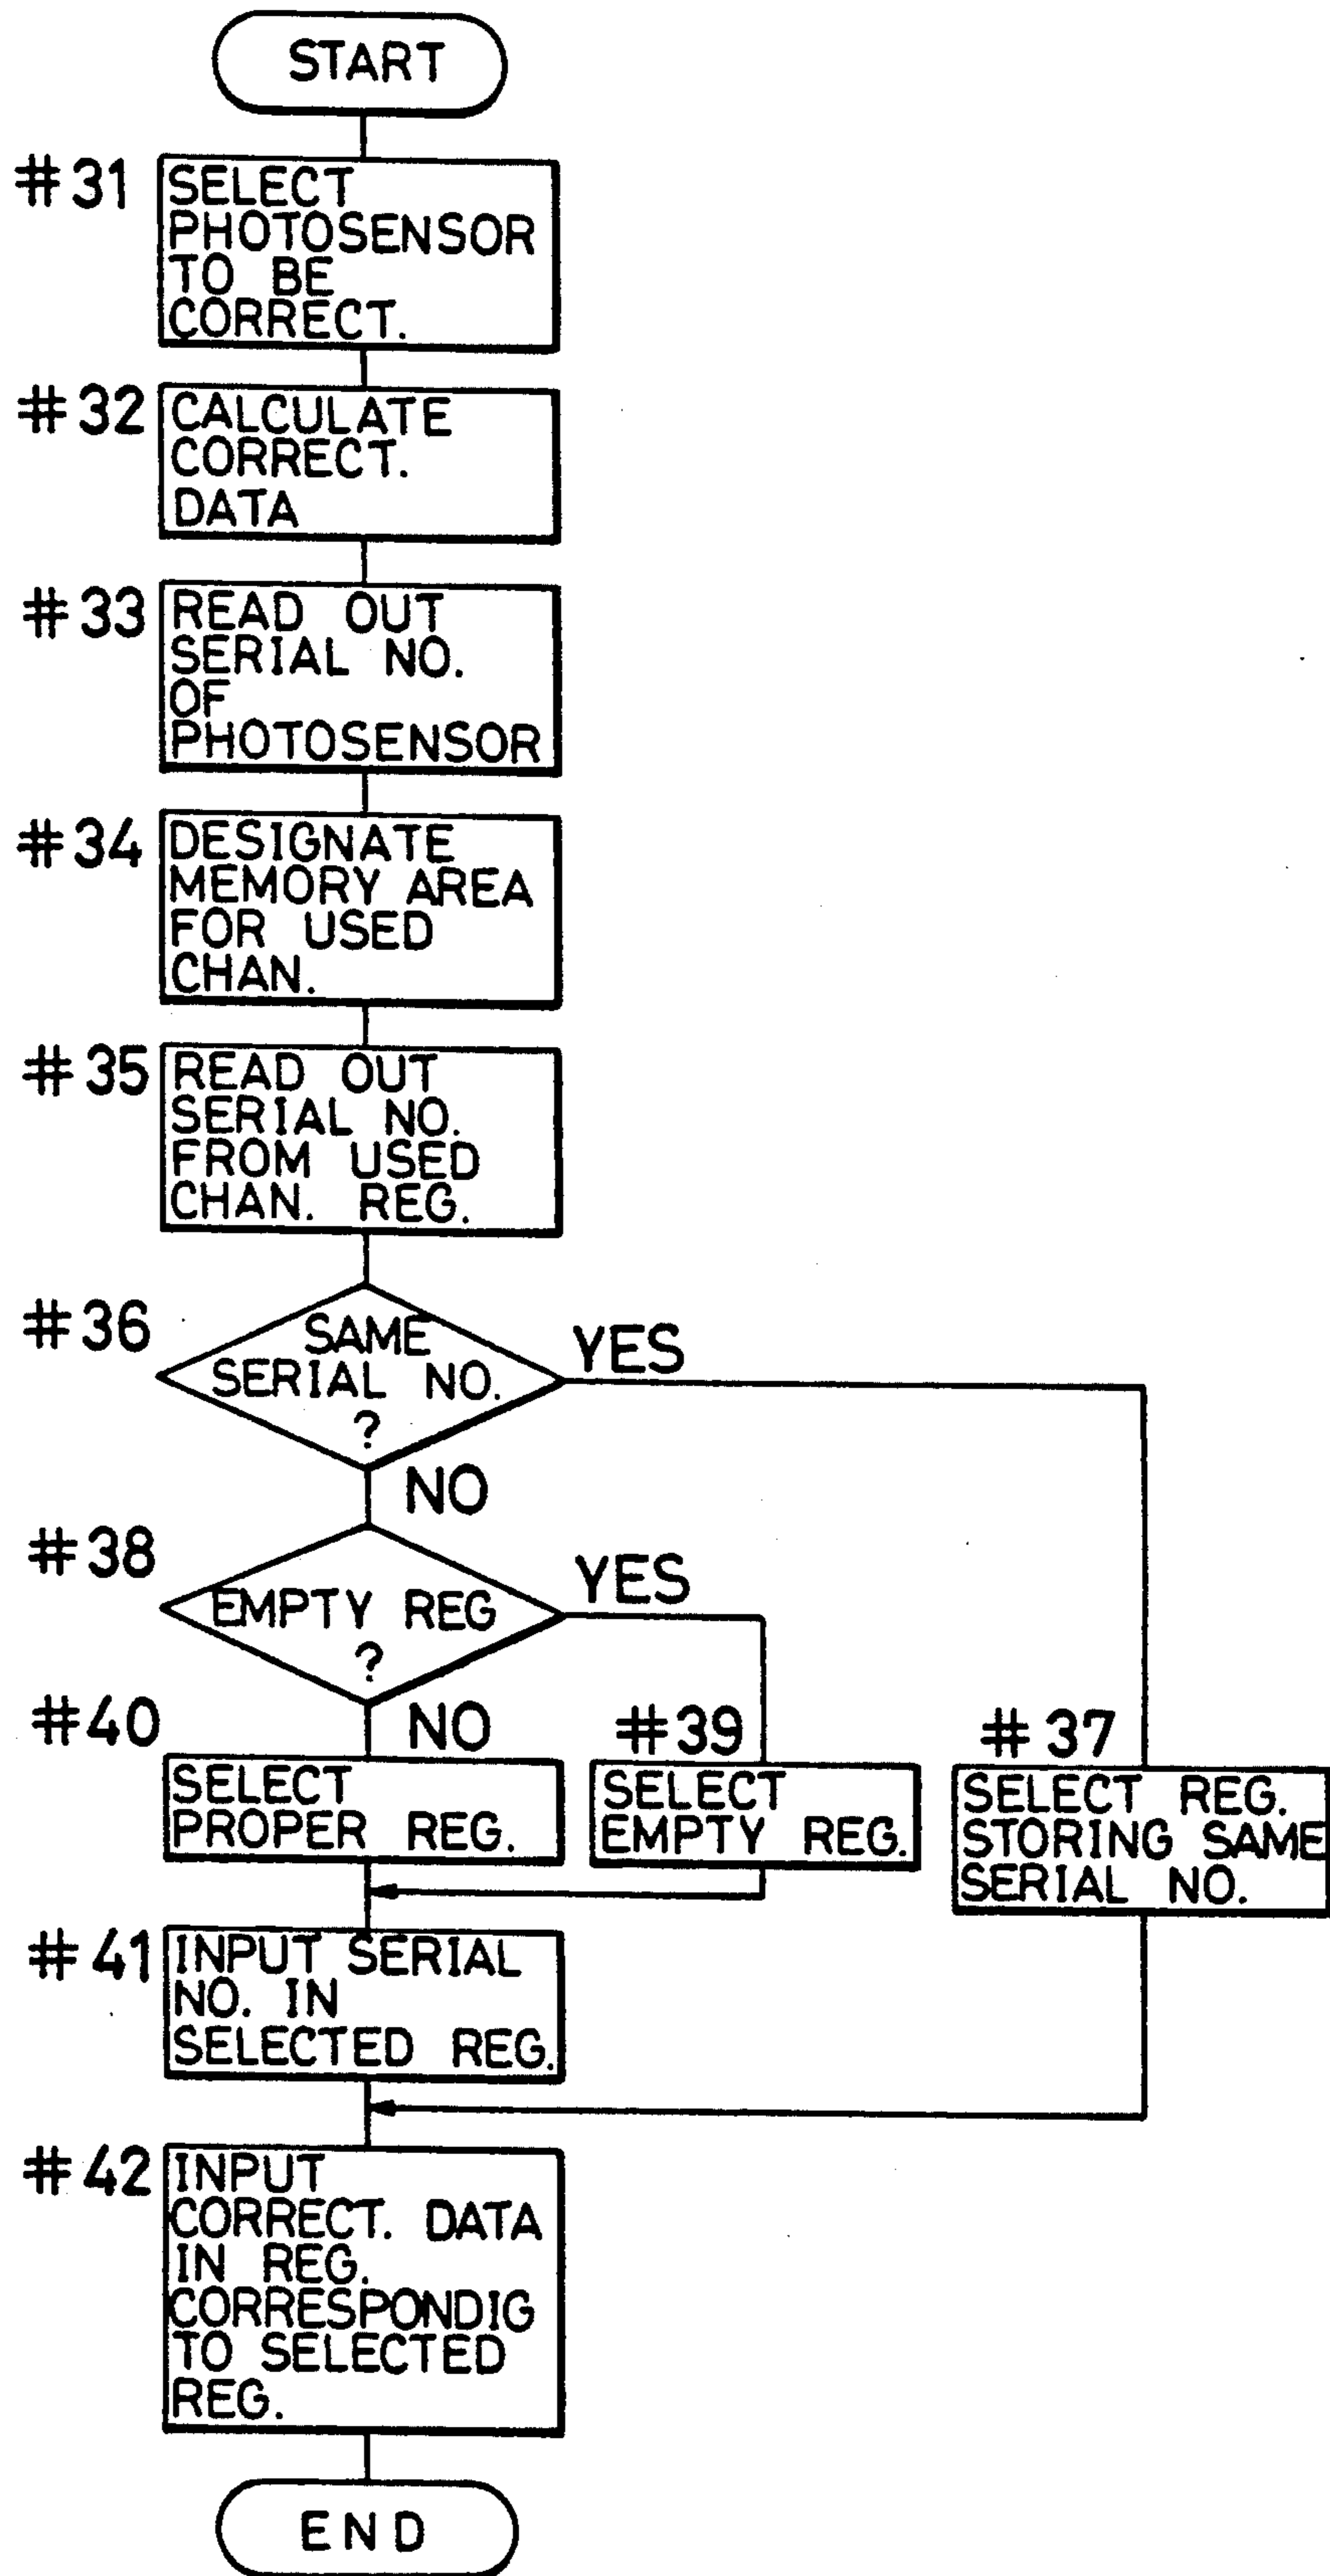 START
#31
SELECT
PHOTOSENSOR
TO BE
CORRECT.
#32
CALCULATE
CORRECT.
DATA
#33
READ OUT
SERIAL NO.
OF
PHOTOSENSOR
#34
DESIGNATE
MEMORY AREA
FOR USED
CHAN.
#35
READ OUT
SERIAL NO.
FROM USED
CHAN. REG.
#36
SAME
SERIAL NO.
?
YES
NO
#38
EMPTY REG
?
YES
NO
#40
SELECT
PROPER REG.
#39
SELECT
EMPTY REG.
#37
SELECT REG.
STORING SAME
SERIAL NO.
#41
INPUT SERIAL
NO. IN
SELECTED REG.
#42
INPUT
CORRECT. DATA
IN REG.
CORRESPONDIG
TO SELECTED
REG.
END